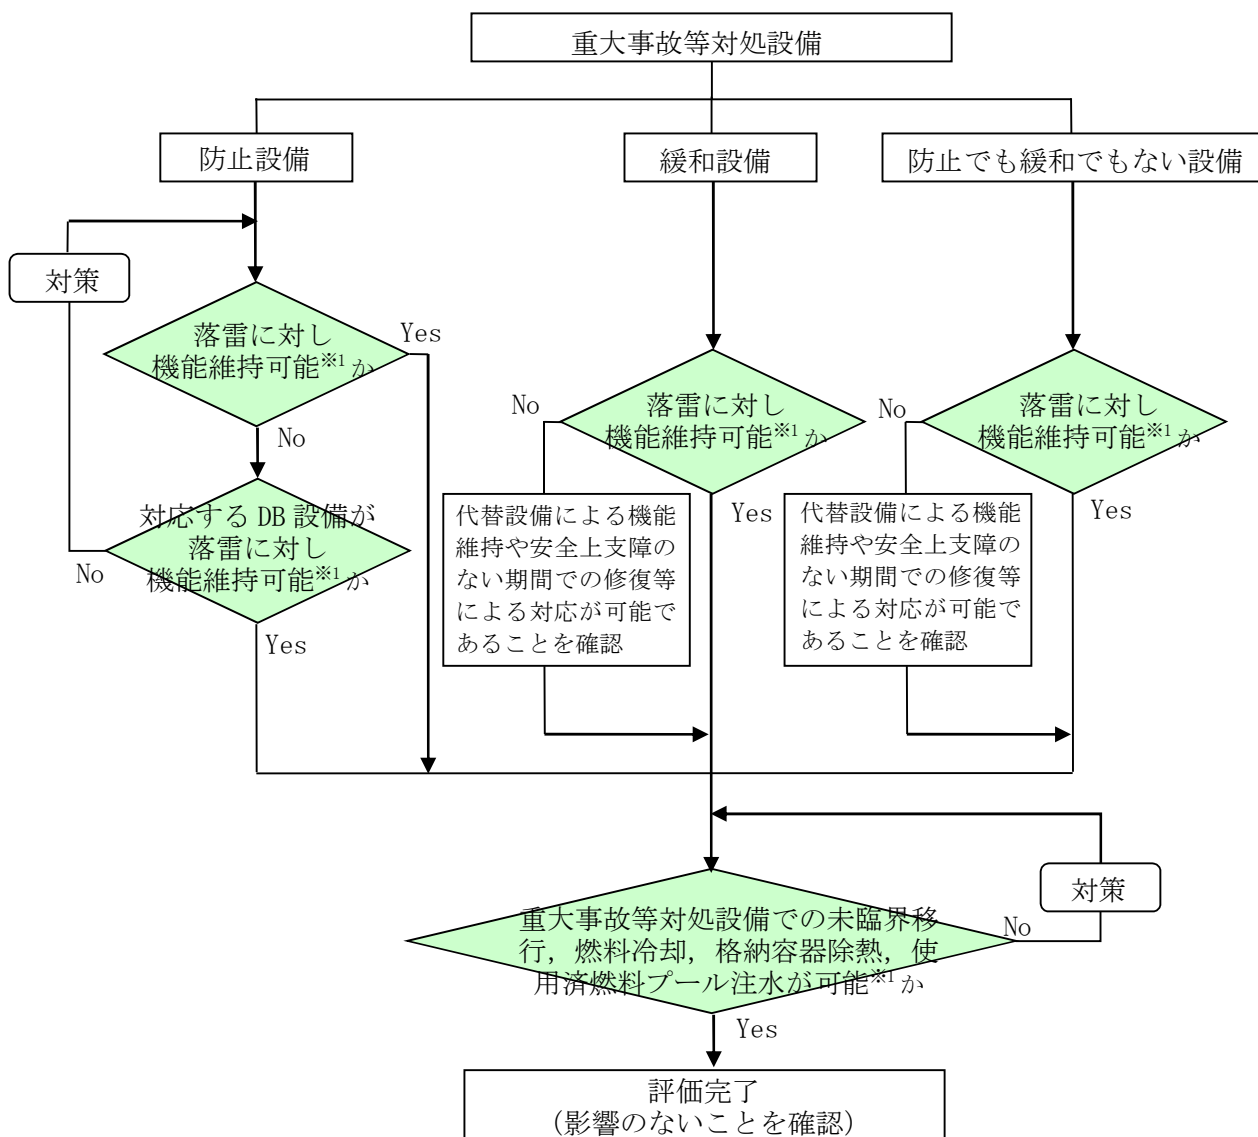 重大事故等対処設備
防止設備
緩和設備
防止でも緩和でもない設備
対策
落雷に対し
機能維持可能※1か
Yes
No
対応する DB 設備が
落雷に対し
機能維持可能※1か
No
Yes
落雷に対し
機能維持可能※1か
No
Yes
代替設備による機能
維持や安全上支障の
ない期間での修復等
による対応が可能で
あることを確認
落雷に対し
機能維持可能※1か
No
Yes
代替設備による機能
維持や安全上支障の
ない期間での修復等
による対応が可能で
あることを確認
対策
重大事故等対処設備での未臨界移
行，燃料冷却，格納容器除熱，使
用済燃料プール注水が可能※1か
No
Yes
評価完了
（影響のないことを確認）